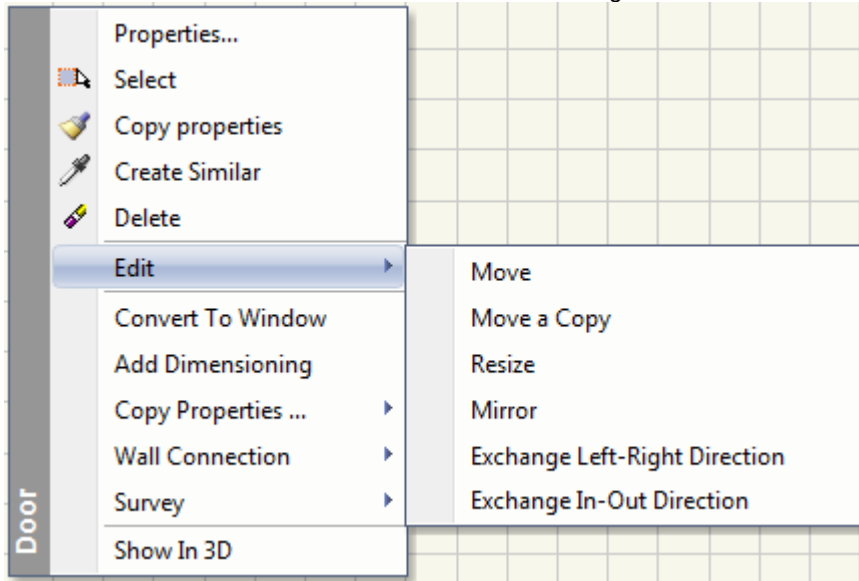 Properties...
Select
Copy properties
Create Similar
Delete
Edit
Convert To Window
Add Dimensioning
Copy Properties ...
Wall Connection
Survey
Show In 3D
Door
Move
Move a Copy
Resize
Mirror
Exchange Left-Right Direction
Exchange In-Out Direction